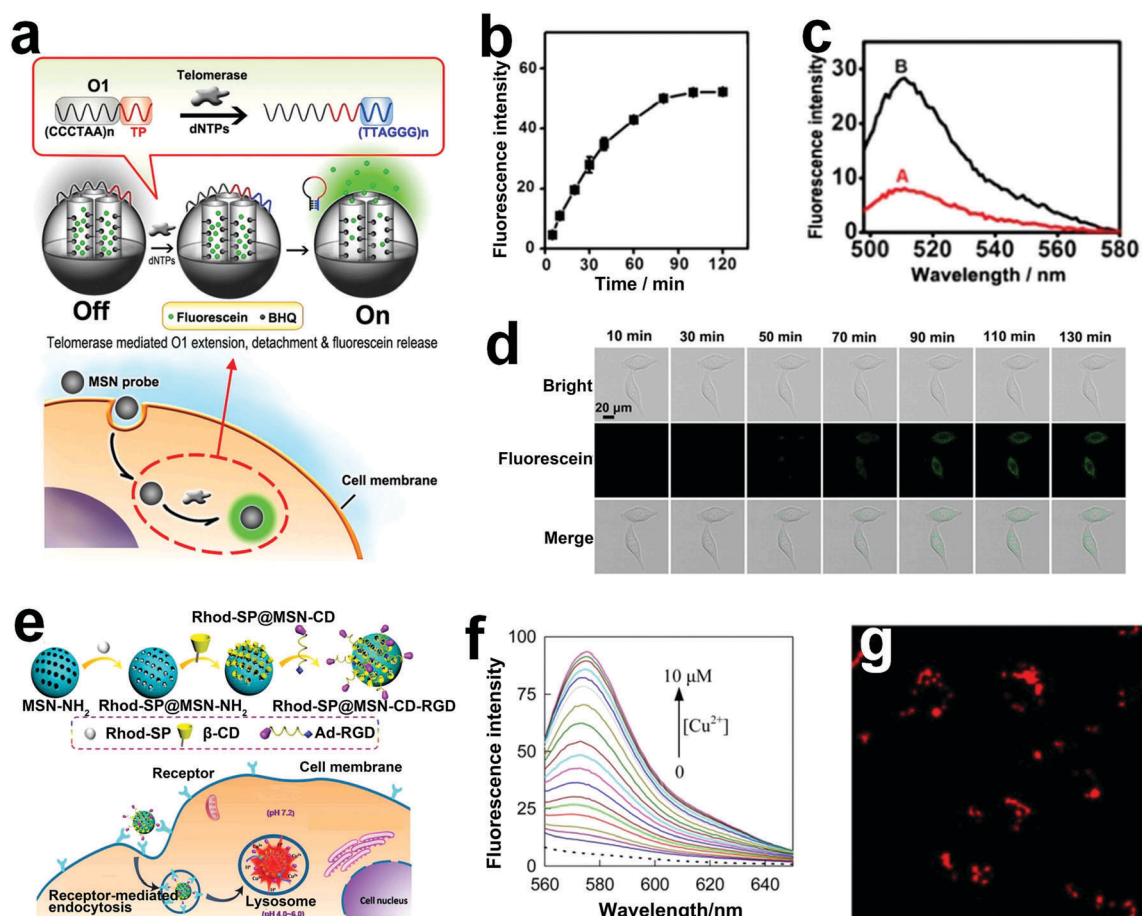 a
O1
Telomerase
dNTPs
(CCCTAA)n
TP
(TTAGGG)n
dNTPs
Off
On
Fluorescein
BHQ
Telomerase mediated O1 extension, detachment & fluorescein release
MSN probe
Cell membrane
b
Fluorescence intensity
60
40
20
0
0
30
60
90
120
Time / min
c
Fluorescence intensity
30
20
10
0
B
A
500
520
540
560
580
Wavelength / nm
d
10 min
30 min
50 min
70 min
90 min
110 min
130 min
Bright
20 µm
Fluorescein
Merge
e
Rhod-SP@MSN-CD
MSN-NH2
Rhod-SP@MSN-NH2
Rhod-SP@MSN-CD-RGD
Rhod-SP
β-CD
Ad-RGD
Receptor
Cell membrane
(pH 7.2)
Cu2+
H+
Receptor-mediated
endocytosis
Lysosome
(pH 4.0~6.0)
Cell nucleus
f
Fluorescence intensity
100
75
50
25
0
10 µM
[Cu2+]
0
560
580
600
620
640
Wavelength/nm
g